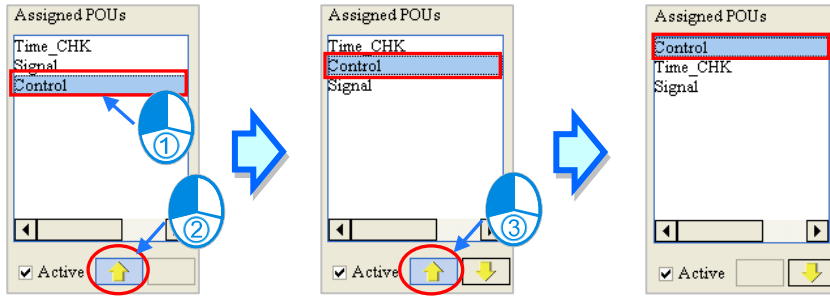 Assigned POUs
Time_CHK
Signal
Control
①
②
Active
Assigned POUs
Time_CHK
Control
Signal
③
Active
Assigned POUs
Control
Time_CHK
Signal
Active